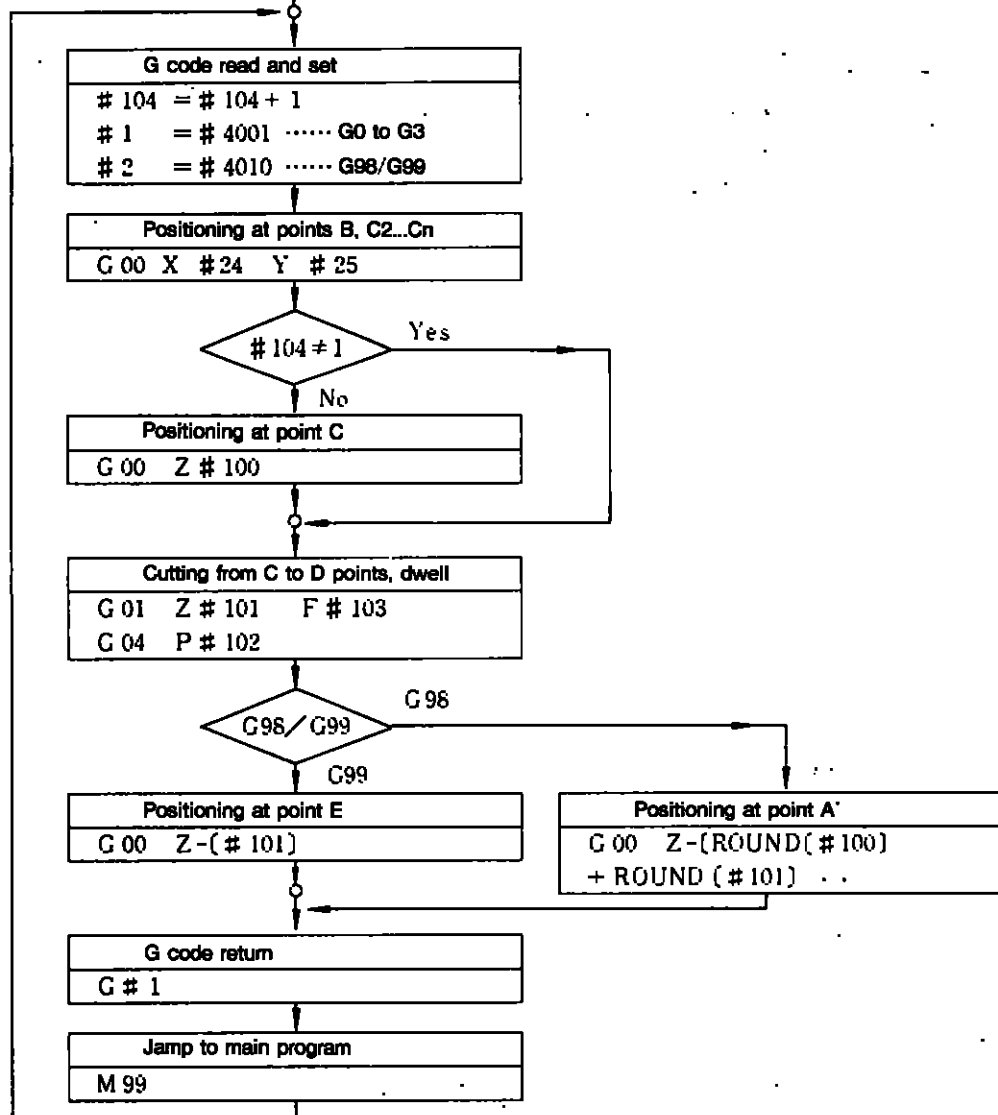 G code read and set
# 104 = # 104 + 1
# 1 = # 4001 ······ G0 to G3
# 2 = # 4010 ······ G98/G99
Positioning at points B, C2...Cn
G 00 X # 24 Y # 25
# 104 ≠ 1
Yes
No
Positioning at point C
G 00 Z # 100
Cutting from C to D points, dwell
G 01 Z # 101 F # 103
G 04 P # 102
G 98
G98/G99
G99
Positioning at point E
G 00 Z-(# 101)
Positioning at point A'
G 00 Z-(ROUND(#100)
+ ROUND (#101) ..
G code return
G # 1
Jump to main program
M 99